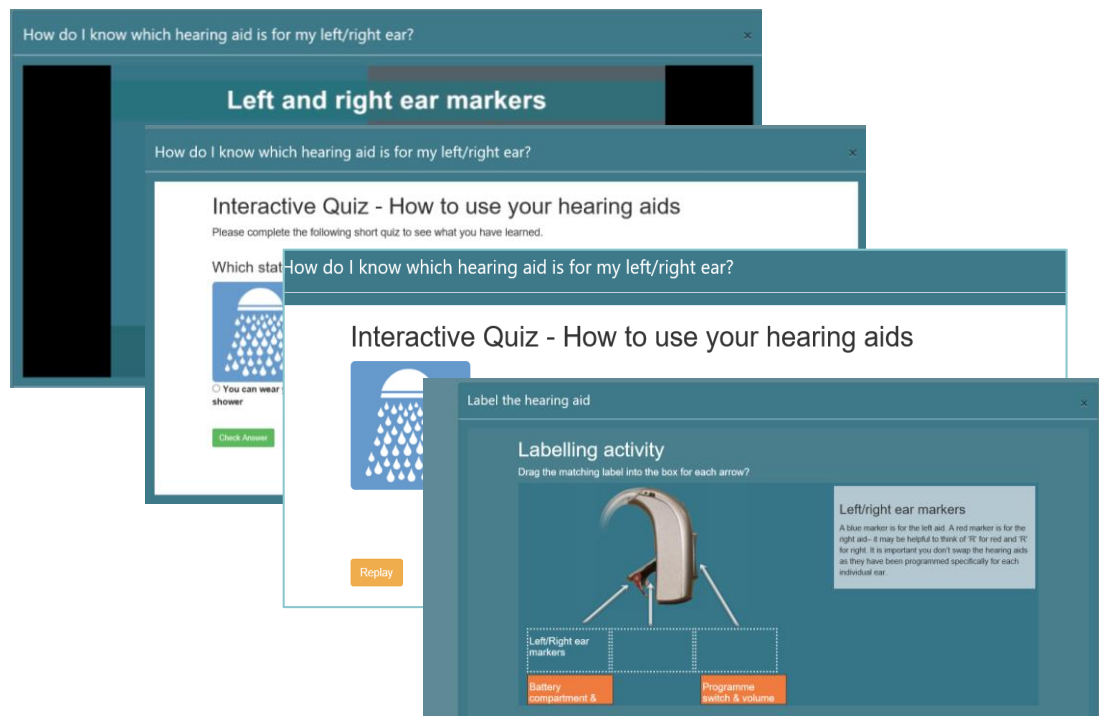 How do I know which hearing aid is for my left/right ear?
×
Left and right ear markers
How do I know which hearing aid is for my left/right ear?
×
Interactive Quiz - How to use your hearing aids
Please complete the following short quiz to see what you have learned.
Which stat
You can wear
shower
Check Answer
How do I know which hearing aid is for my left/right ear?
Interactive Quiz - How to use your hearing aids
Replay
Label the hearing aid
×
Labelling activity
Drag the matching label into the box for each arrow?
Left/right ear markers
A blue marker is for the left aid. A red marker is for the
right aid– it may be helpful to think of 'R' for red and 'R'
for right. It is important you don't swap the hearing aids
as they have been programmed specifically for each
individual ear.
Left/Right ear
markers
Battery
compartment &
Programme
switch & volume